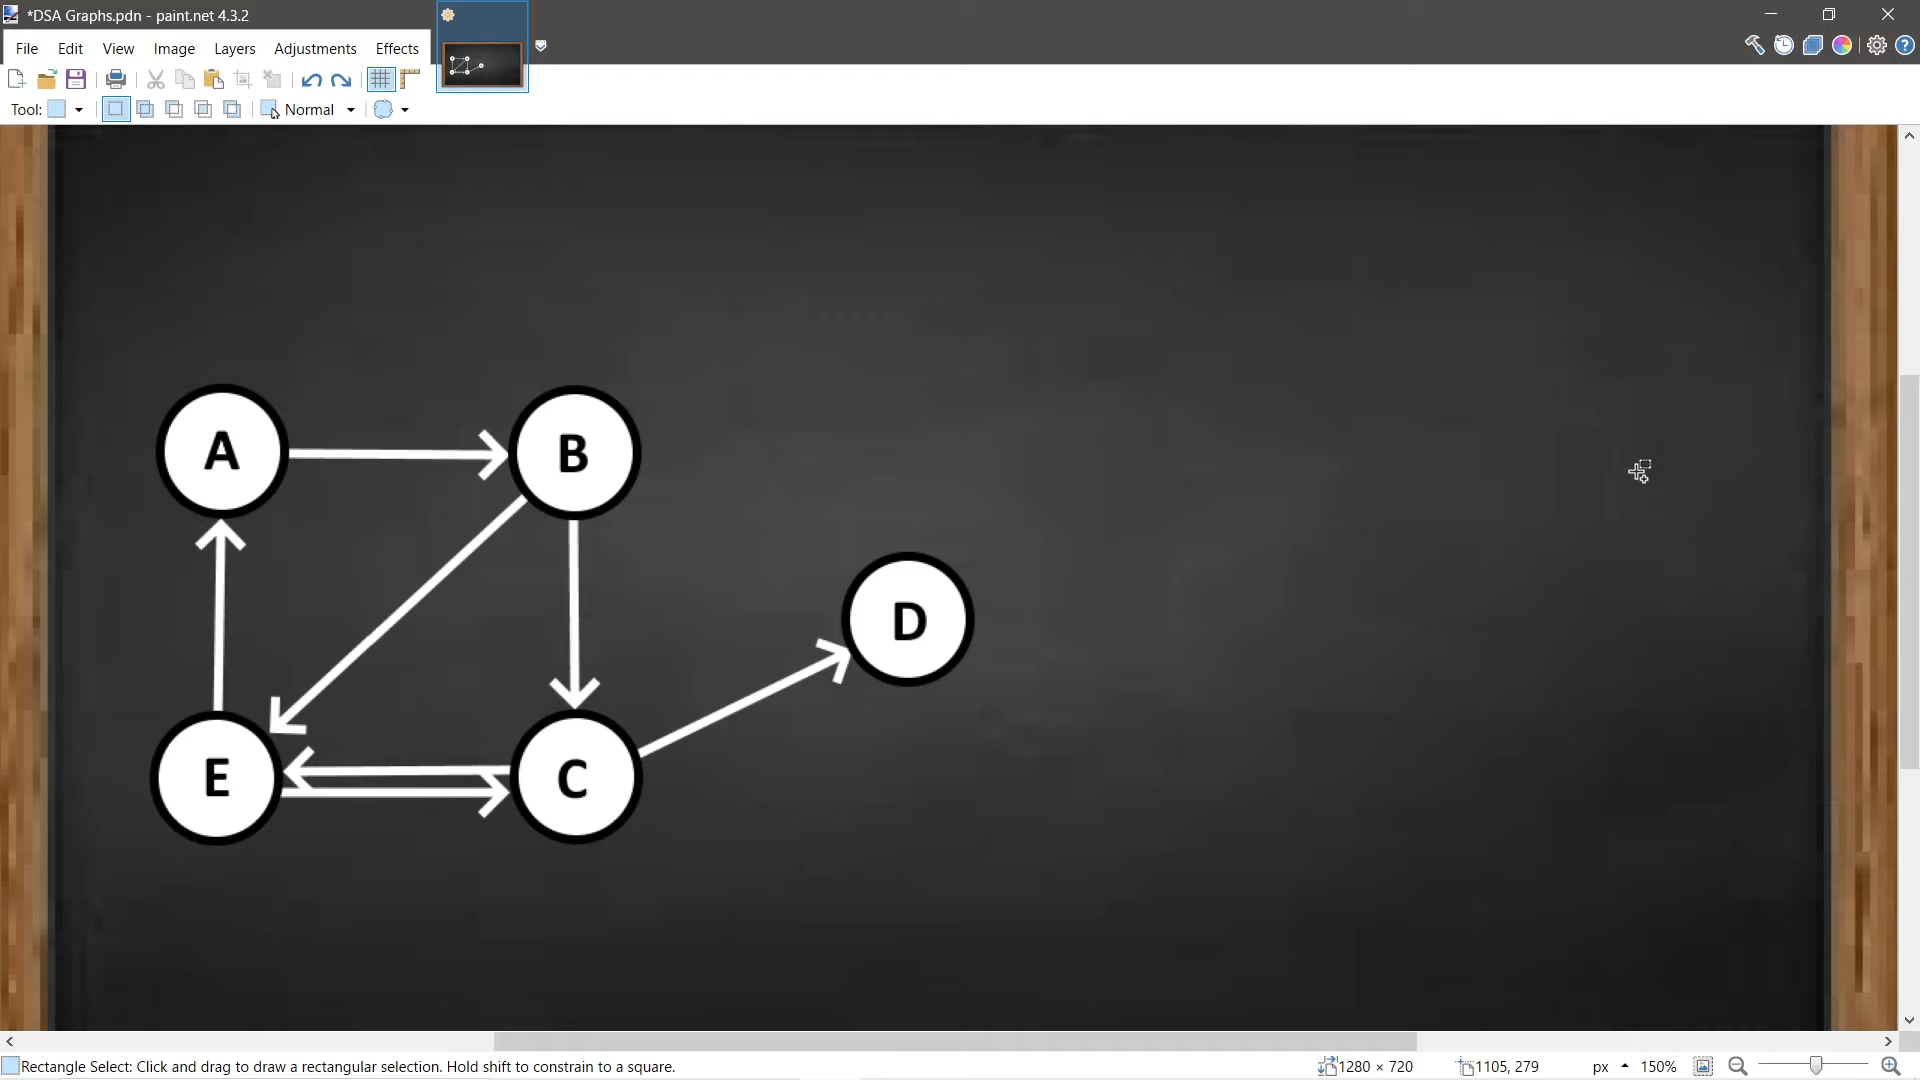 *DSA Graphs.pdn - paint.net 4.3.2
File Edit View Image Layers Adjustments Effects
Tool: Normal
A B
D
E C
Rectangle Select: Click and drag to draw a rectangular selection. Hold shift to constrain to a square. 1280 × 720 1105, 279 px 150%